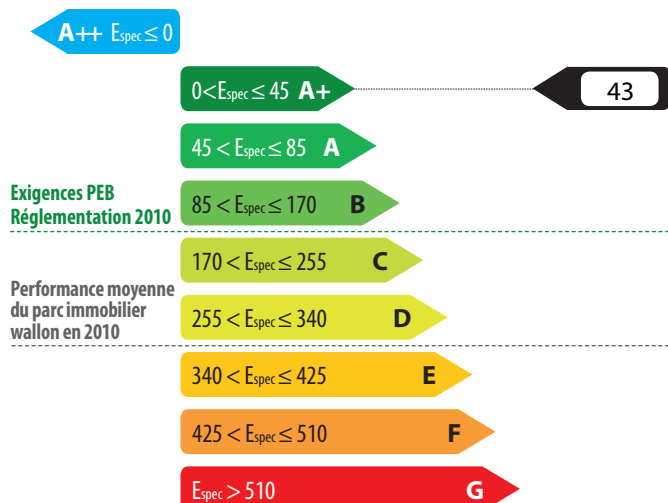 A++ Espec ≤ 0
0<Espec ≤ 45 A+
43
45 < Espec ≤ 85 A
Exigences PEB
Réglementation 2010
85 < Espec ≤ 170 B
170 < Espec ≤ 255 C
Performance moyenne
du parc immobilier
wallon en 2010
255 < Espec ≤ 340 D
340 < Espec ≤ 425 E
425 < Espec ≤ 510 F
Espec > 510 G